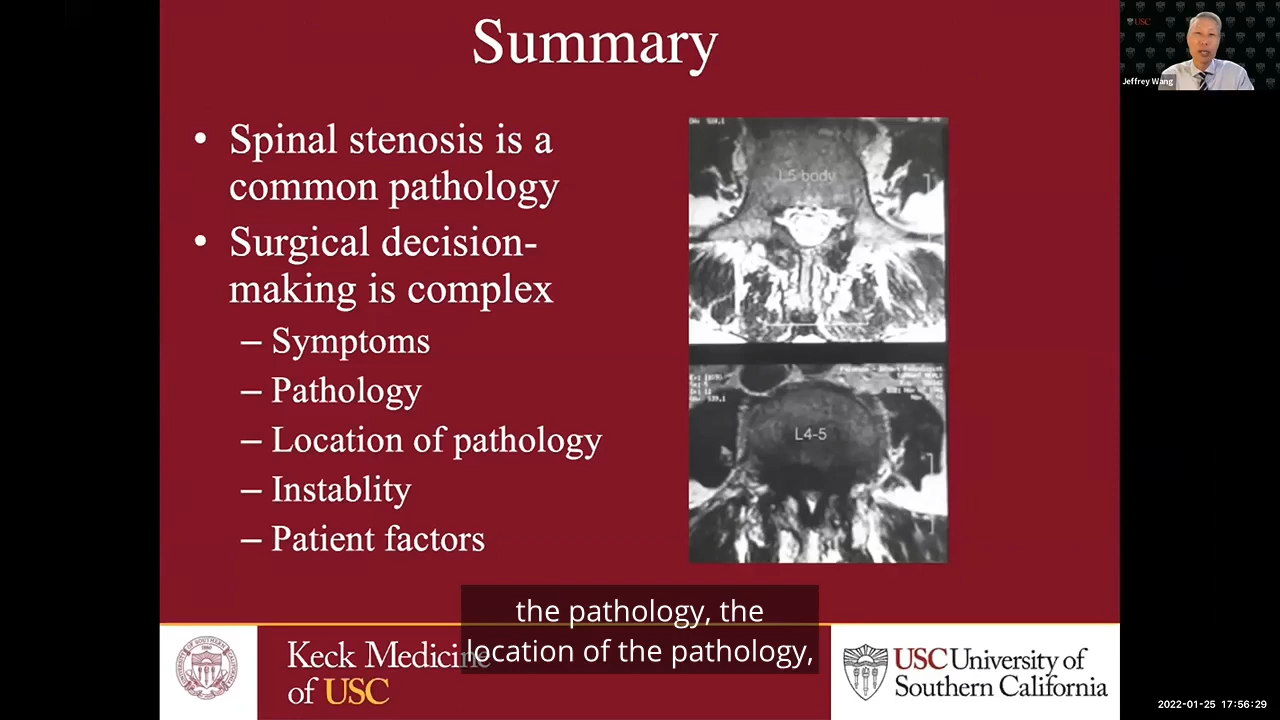 Summary
• Spinal stenosis is a
common pathology
• Surgical decision-
making is complex
– Symptoms
– Pathology
– Location of pathology
– Instablity
– Patient factors
L5 body
L4-5
the pathology, the
location of the pathology,
Keck Medicine
of USC
USC University of
Southern California
USC
Jeffrey Wang
2022-01-25 17:56:29